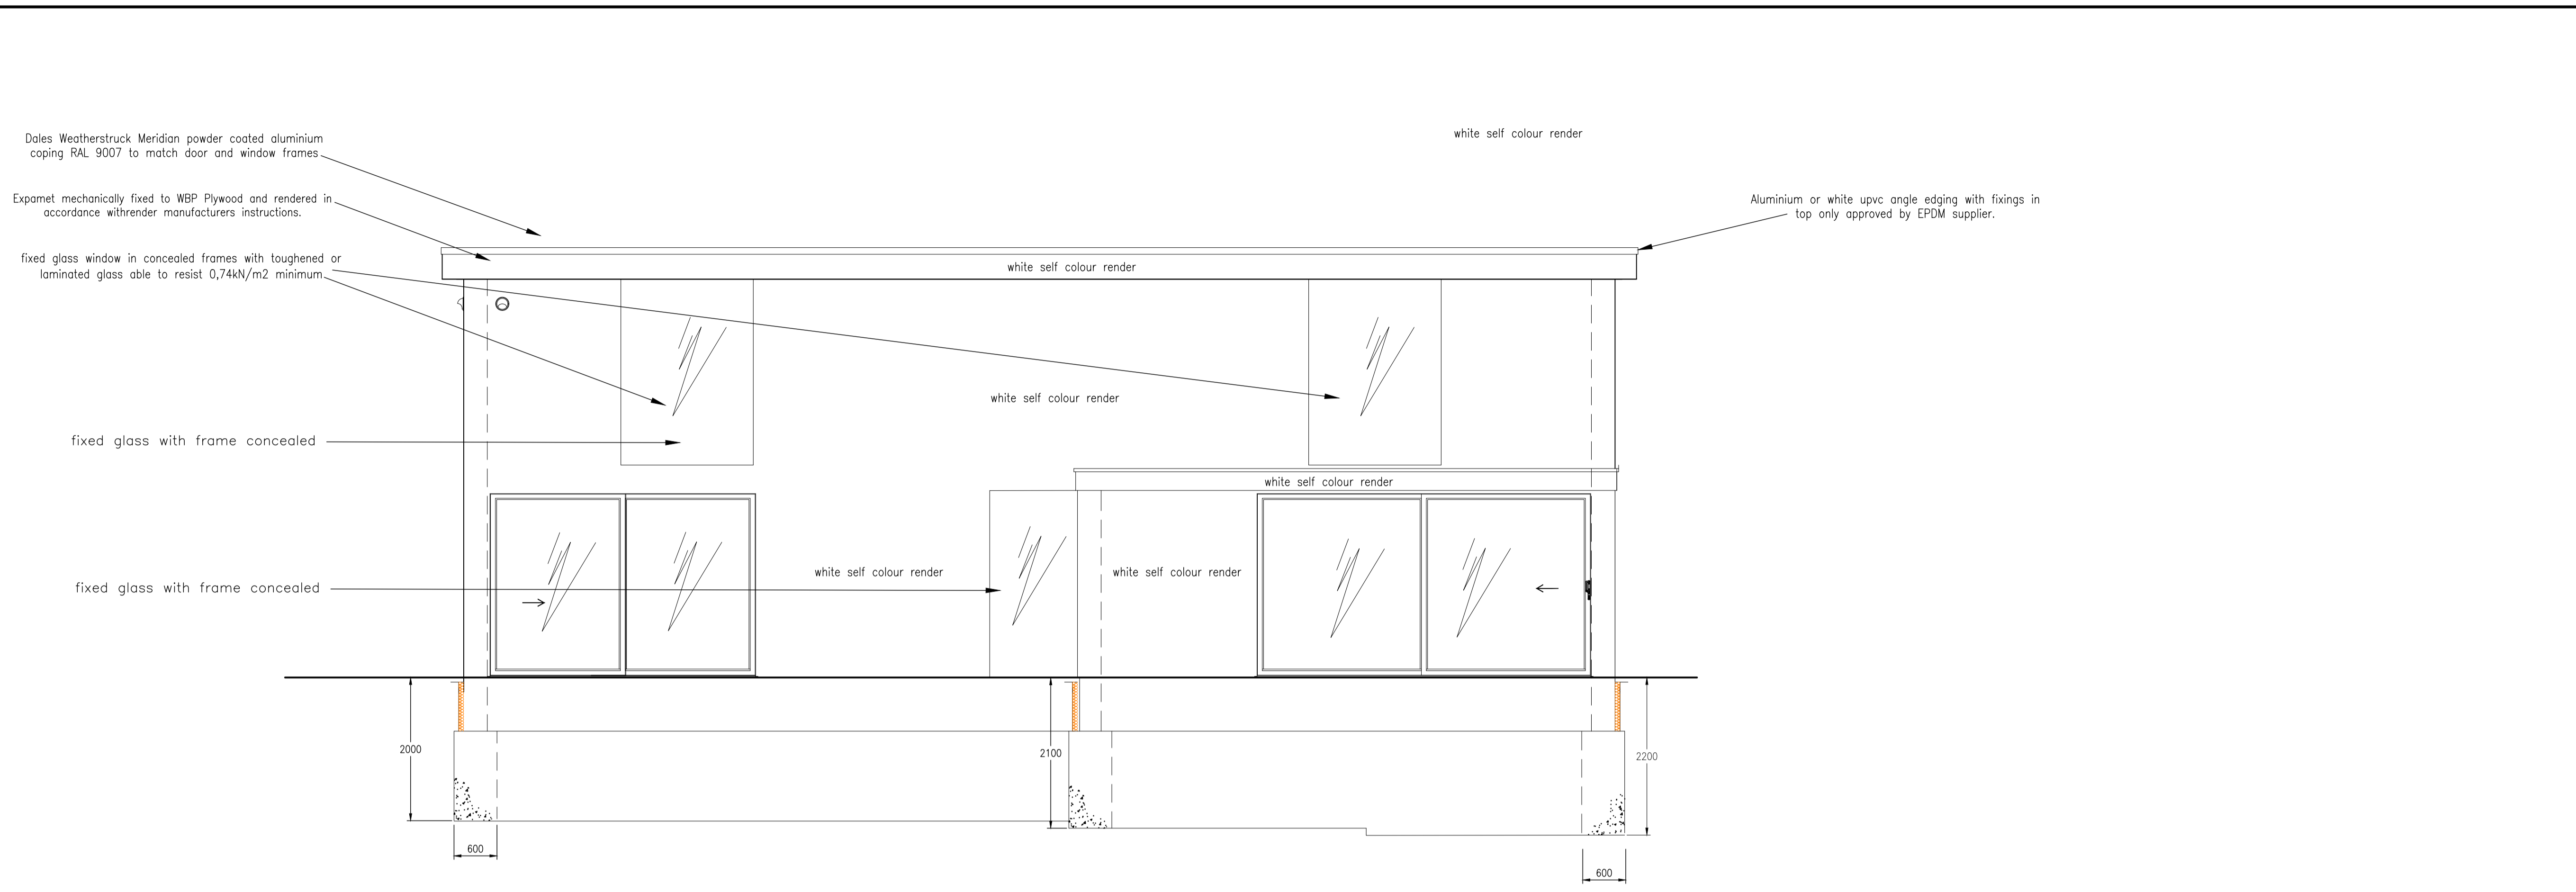 white self colour render
Dales Weatherstruck Meridian powder coated aluminium
coping RAL 9007 to match door and window frames
Expamet mechanically fixed to WBP Plywood and rendered in
accordance withrender manufacturers instructions.
Aluminium or white upvc angle edging with fixings in
top only approved by EPDM supplier.
fixed glass window in concealed frames with toughened or
laminated glass able to resist 0,74kN/m2 minimum
white self colour render
white self colour render
fixed glass with frame concealed
white self colour render
white self colour render
white self colour render
fixed glass with frame concealed
2000
2100
2200
600
600